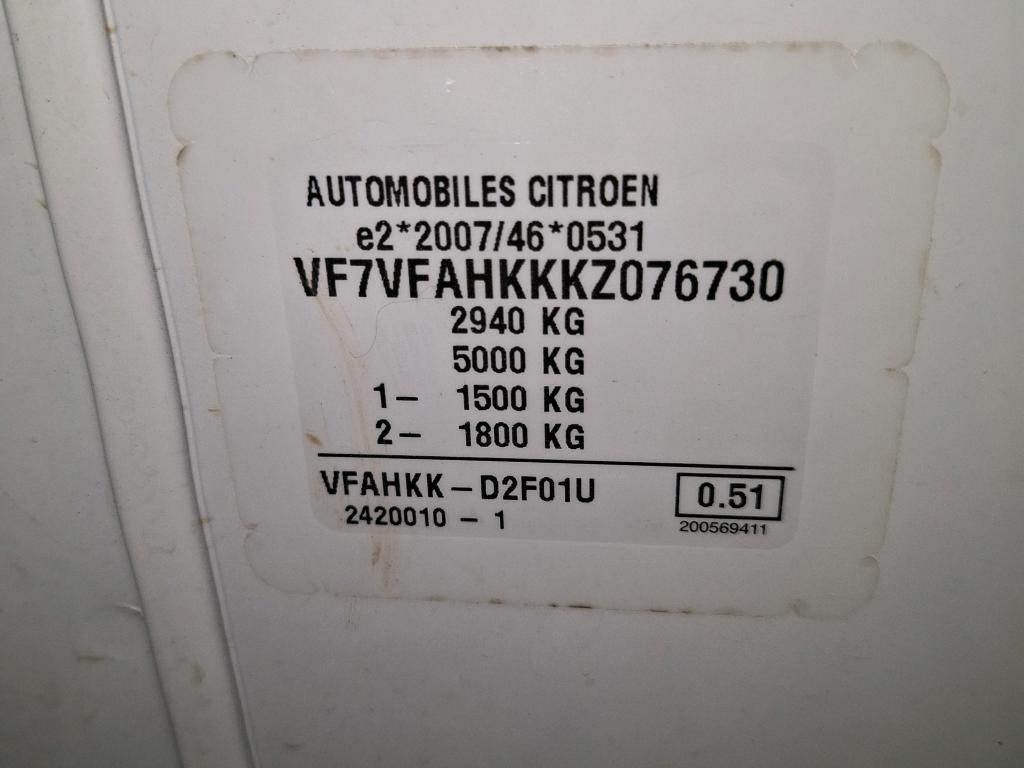 AUTOMOBILES CITROEN
e2*2007/46*0531
VF7VFAHKKKZ076730
2940 KG
5000 KG
1– 1500 KG
2– 1800 KG
VFAHKK – D2F01U
0.51
2420010 – 1
200569411